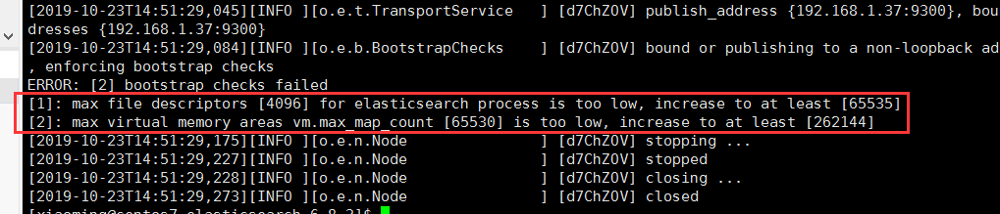 [2019-10-23T14:51:29,045][INFO ][o.e.t.TransportService   ] [d7ChZOV] publish_address {192.168.1.37:9300}, bou
dresses {192.168.1.37:9300}
[2019-10-23T14:51:29,084][INFO ][o.e.b.BootstrapChecks    ] [d7ChZOV] bound or publishing to a non-loopback ad
, enforcing bootstrap checks
ERROR: [2] bootstrap checks failed
[1]: max file descriptors [4096] for elasticsearch process is too low, increase to at least [65535]
[2]: max virtual memory areas vm.max_map_count [65530] is too low, increase to at least [262144]
[2019-10-23T14:51:29,175][INFO ][o.e.n.Node               ] [d7ChZOV] stopping ...
[2019-10-23T14:51:29,227][INFO ][o.e.n.Node               ] [d7ChZOV] stopped
[2019-10-23T14:51:29,228][INFO ][o.e.n.Node               ] [d7ChZOV] closing ...
[2019-10-23T14:51:29,273][INFO ][o.e.n.Node               ] [d7ChZOV] closed
[xiaoming@centos7 elasticsearch-6.8.2]$